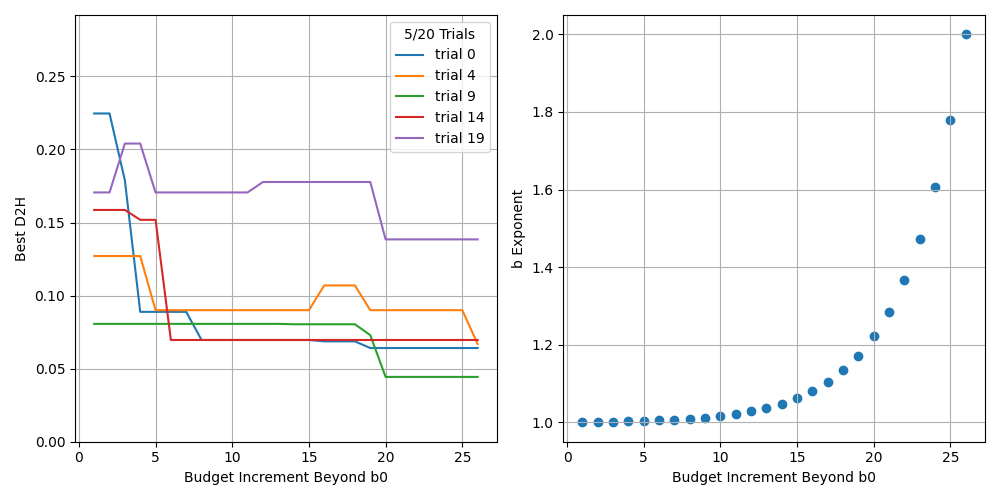 5/20 Trials
trial 0
trial 4
trial 9
trial 14
trial 19
Best D2H
0.25
0.20
0.15
0.10
0.05
0.00
0 5 10 15 20 25
Budget Increment Beyond b0
b Exponent
2.0
1.8
1.6
1.4
1.2
1.0
0 5 10 15 20 25
Budget Increment Beyond b0